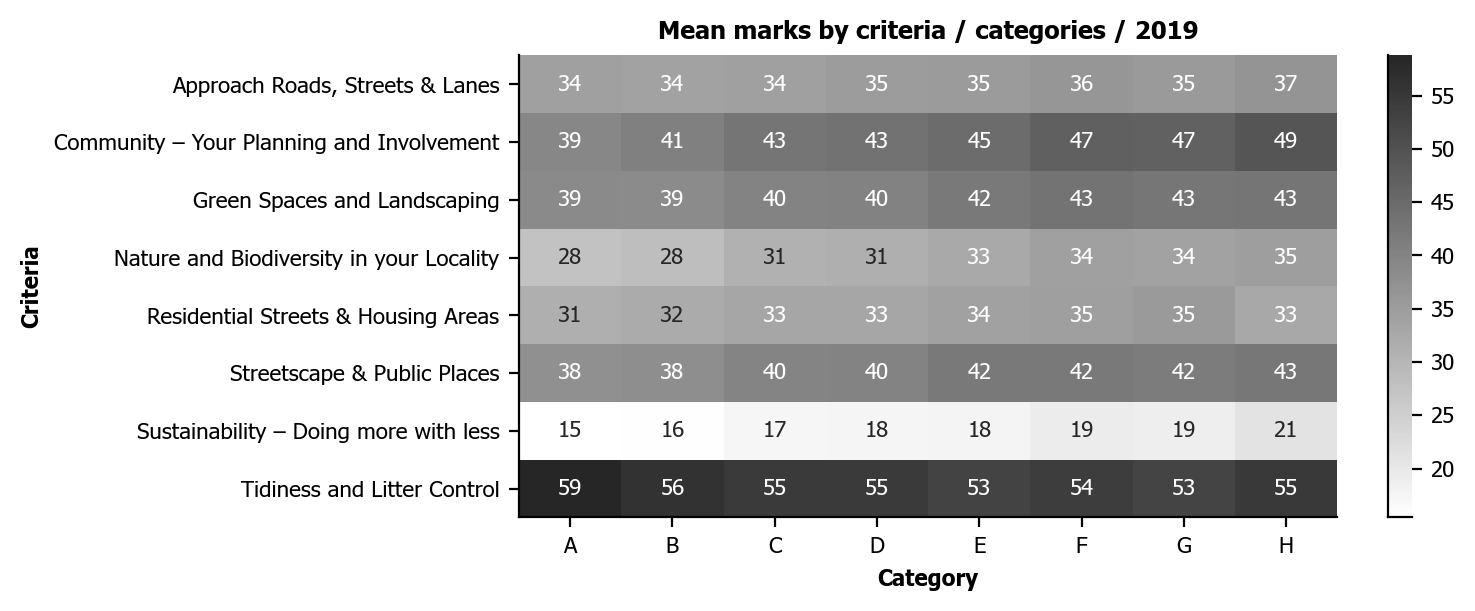 Mean marks by criteria / categories / 2019
Approach Roads, Streets & Lanes 34 34 34 35 35 36 35 37
Community – Your Planning and Involvement 39 41 43 43 45 47 47 49
Green Spaces and Landscaping 39 39 40 40 42 43 43 43
Nature and Biodiversity in your Locality 28 28 31 31 33 34 34 35
Residential Streets & Housing Areas 31 32 33 33 34 35 35 33
Streetscape & Public Places 38 38 40 40 42 42 42 43
Sustainability – Doing more with less 15 16 17 18 18 19 19 21
Tidiness and Litter Control 59 56 55 55 53 54 53 55
A B C D E F G H
Category
Criteria
55
50
45
40
35
30
25
20